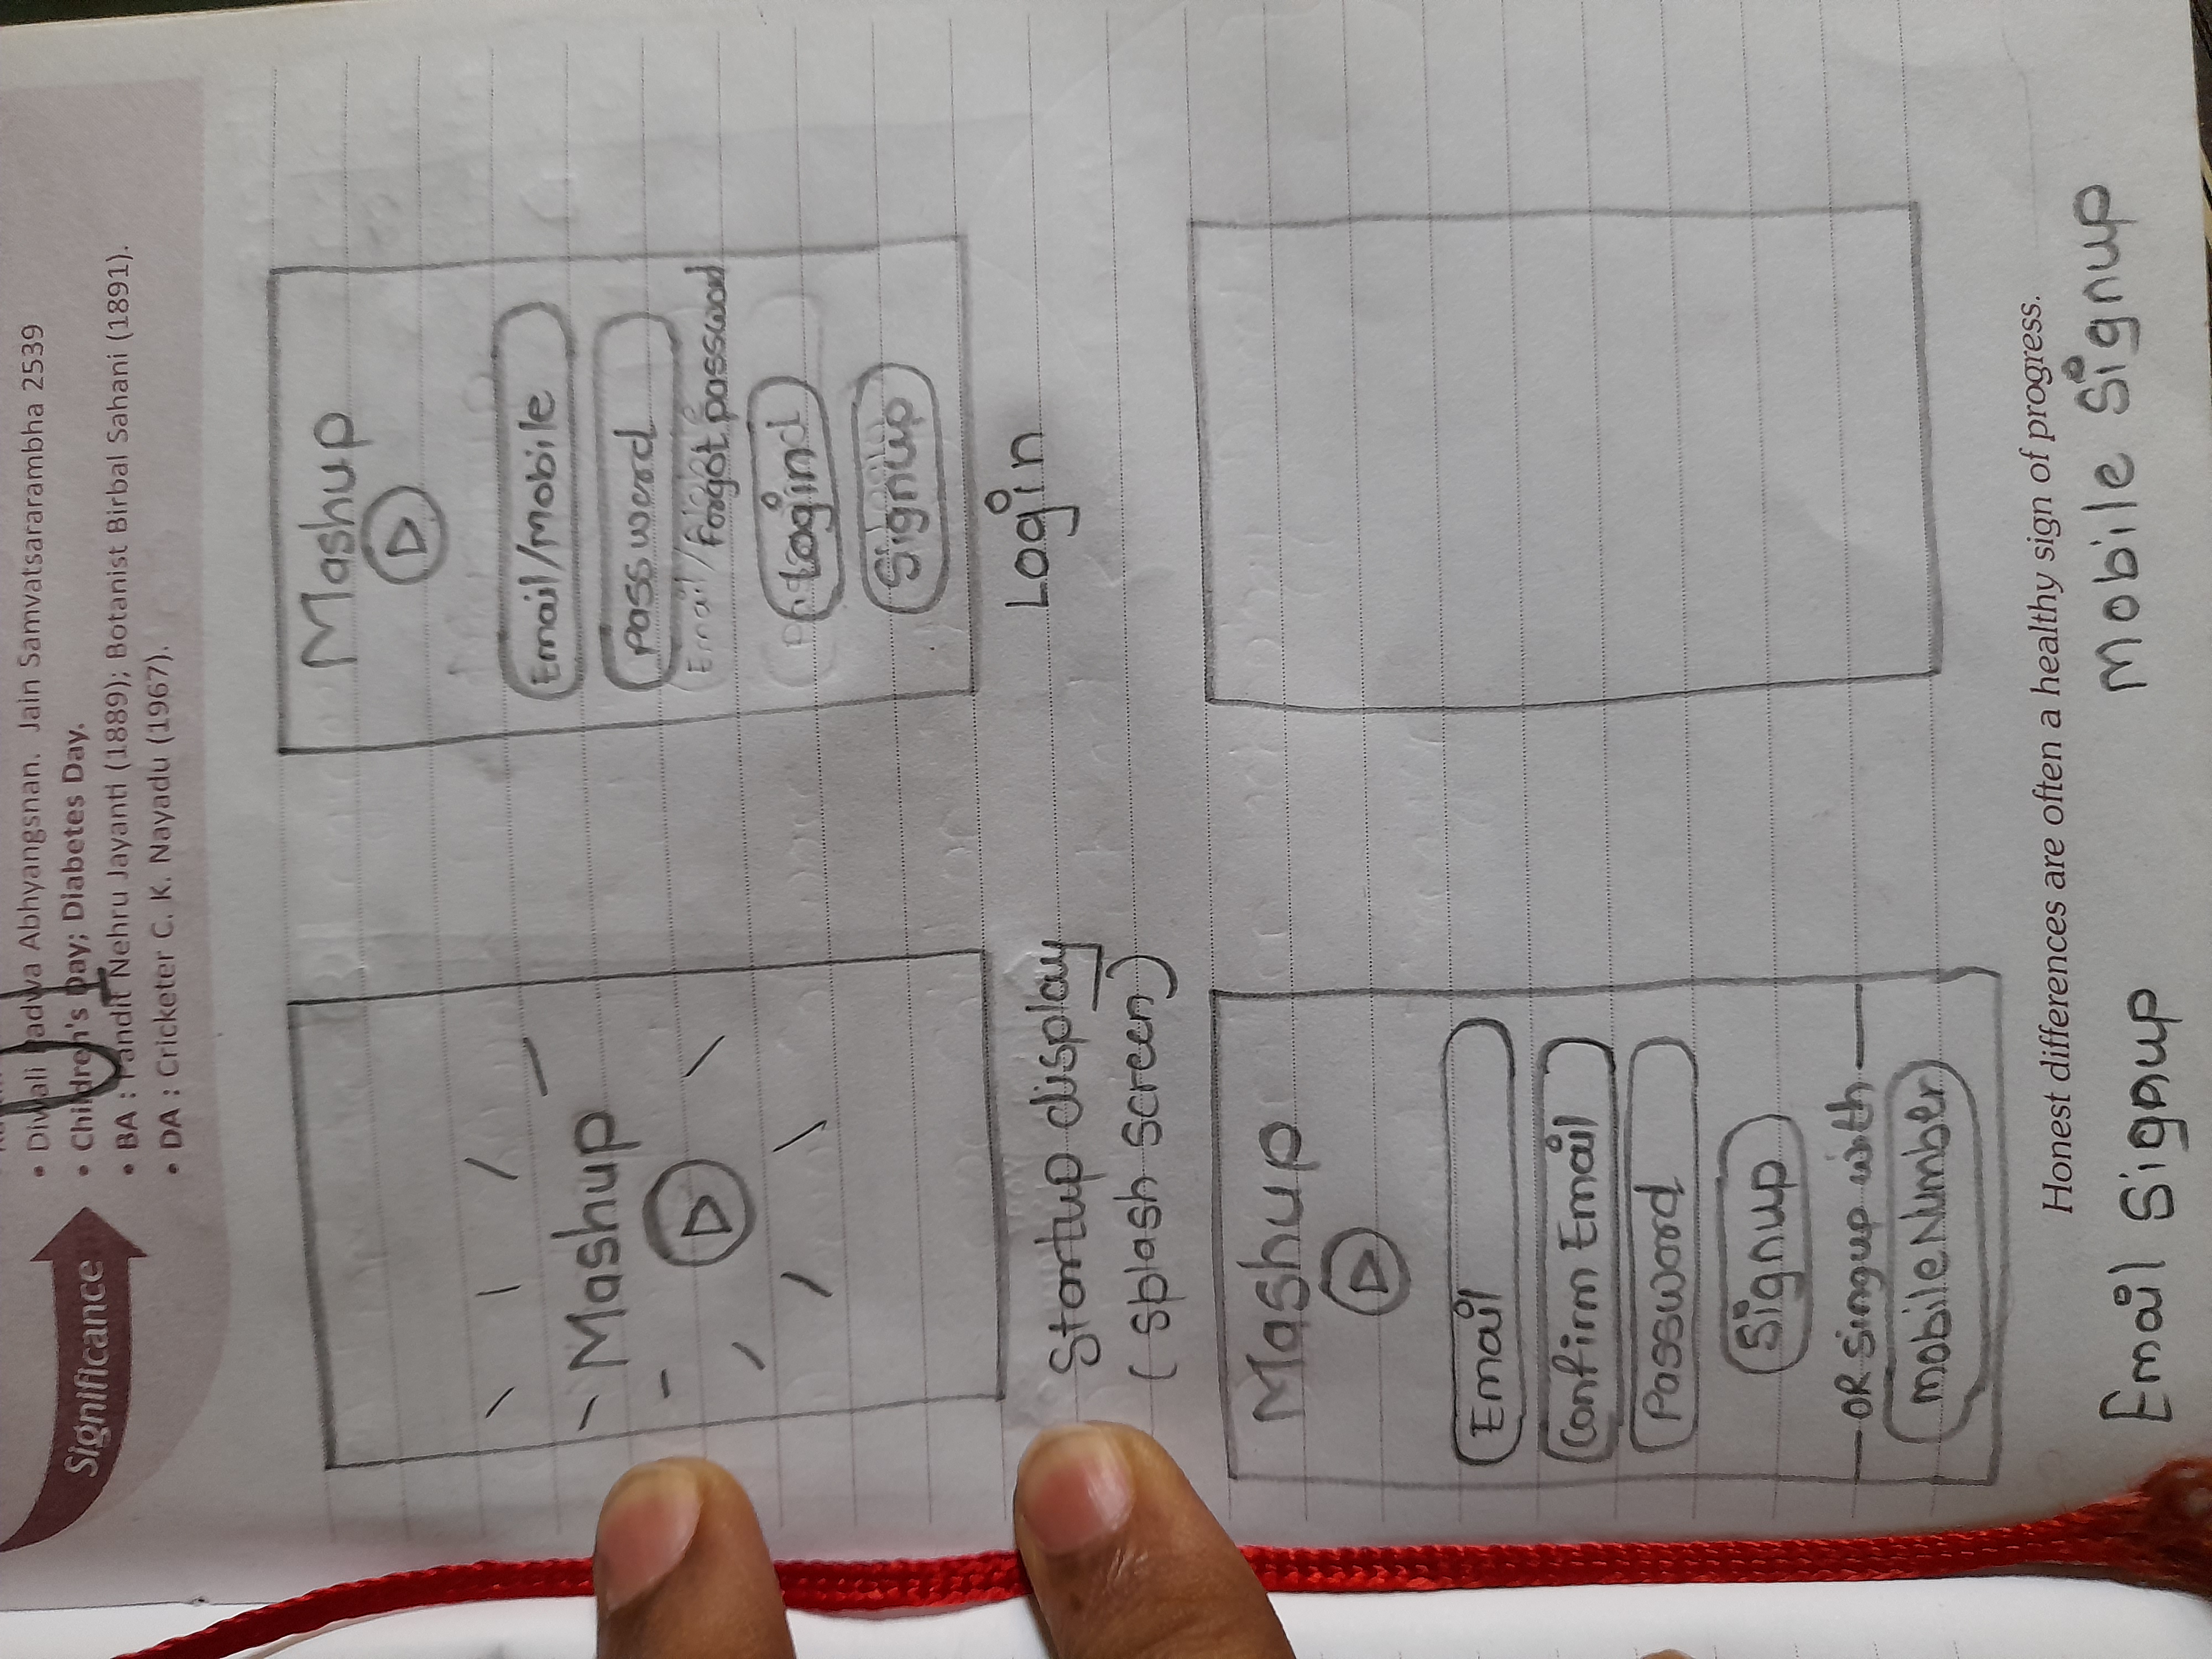 UI
• Diwali Padwa Abhyangsnan. Jain Samvatsararambha 2539
Significance
• Children's Day; Diabetes Day.
• BA : Pandit Nehru Jayanti (1889); Botanist Birbal Sahani (1891).
• DA : Cricketer C. K. Nayadu (1967).
Mashup
Startup display
(splash screen)
Mashup
Email/Mobile
Password
Email/
Forgot password
Login
Signup
Login
Mashup
Email
Confirm Email
Password
Signup
OR Singup with
mobile Number
Email Signup
Honest differences are often a healthy sign of progress.
Mobile Signup